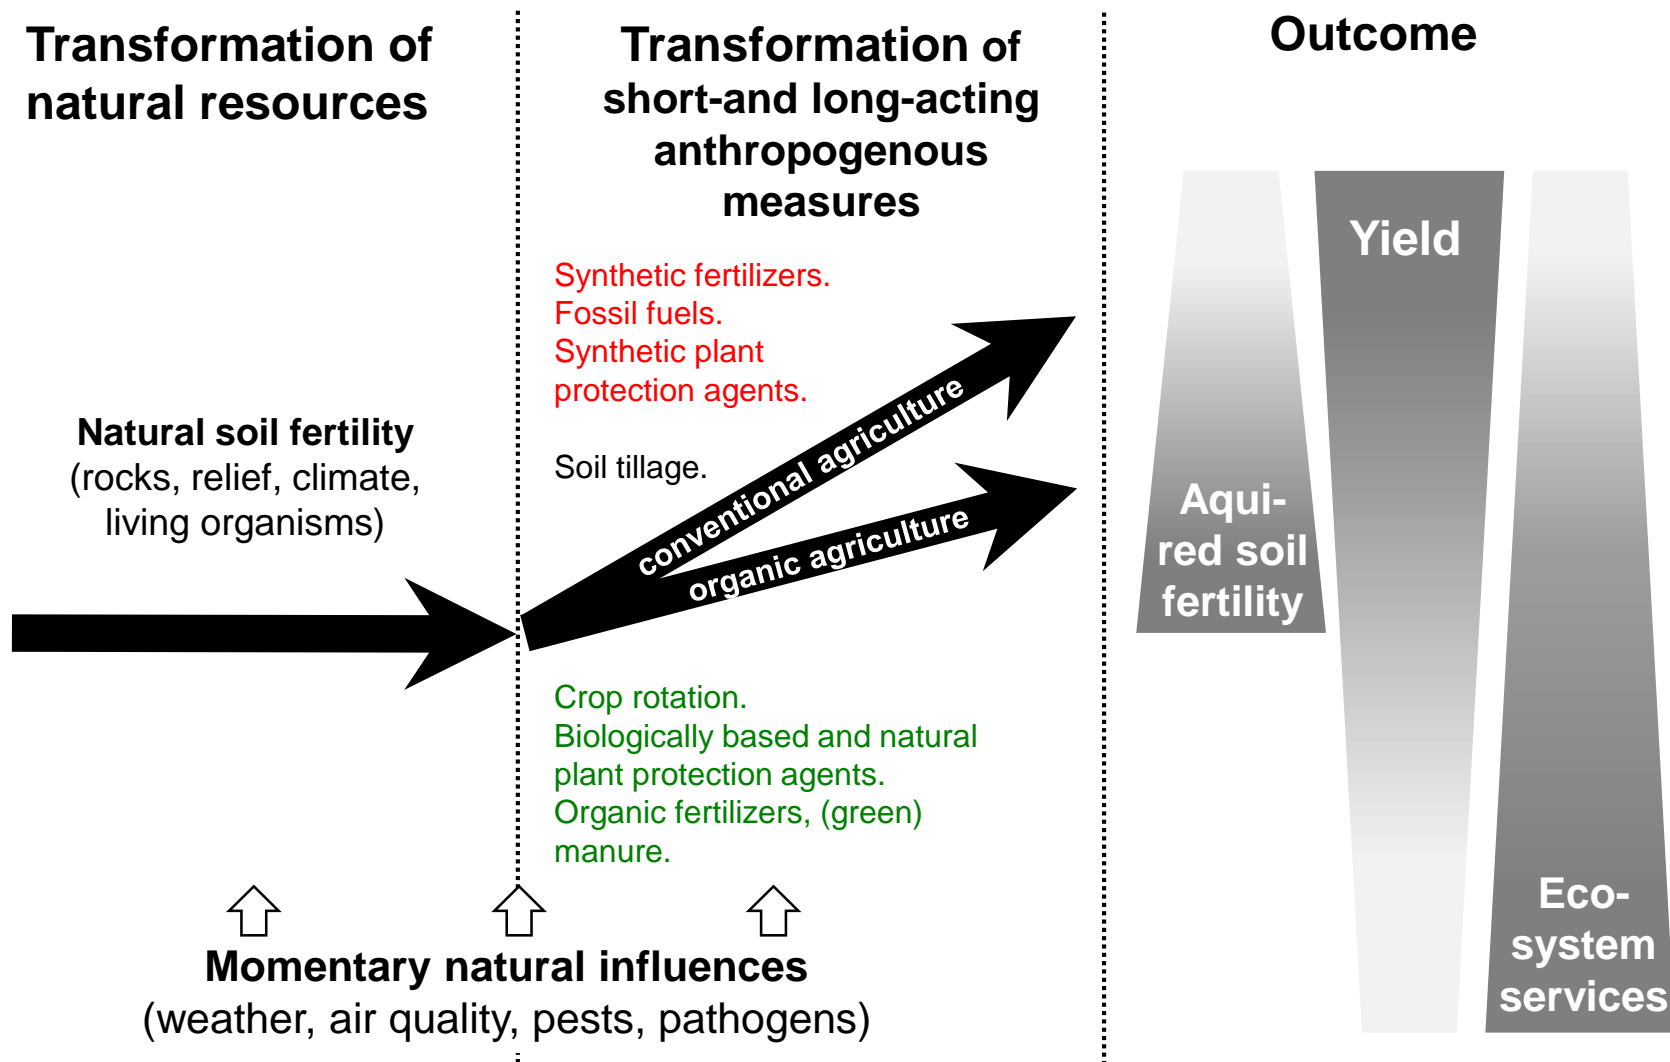 Transformation of
natural resources
Natural soil fertility
(rocks, relief, climate,
living organisms)
Transformation of
short-and long-acting
anthropogenous
measures
Synthetic fertilizers.
Fossil fuels.
Synthetic plant
protection agents.
Soil tillage.
conventional agriculture
organic agriculture
Crop rotation.
Biologically based and natural
plant protection agents.
Organic fertilizers, (green)
manure.
Momentary natural influences
(weather, air quality, pests, pathogens)
Outcome
Aqui-
red soil
fertility
Yield
Eco-
system
services